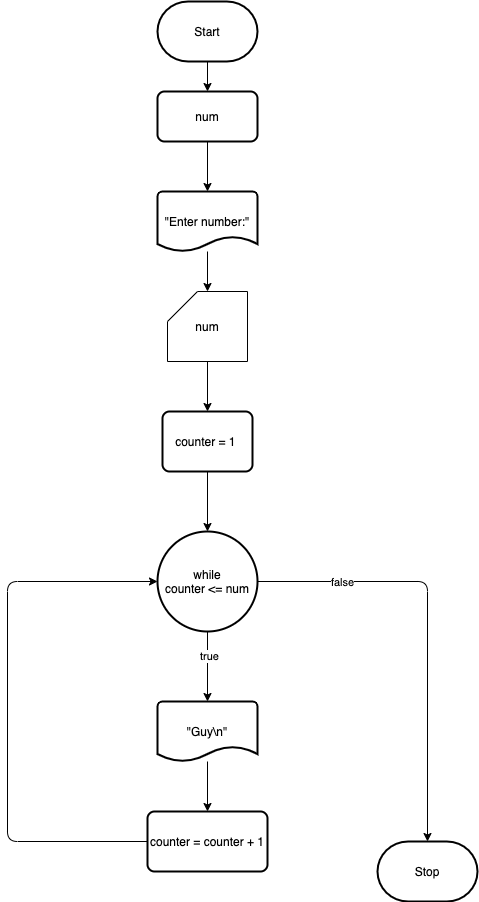 Start
num
"Enter number:"
num
counter = 1
while
counter <= num
false
true
"Guy\n"
counter = counter + 1
Stop